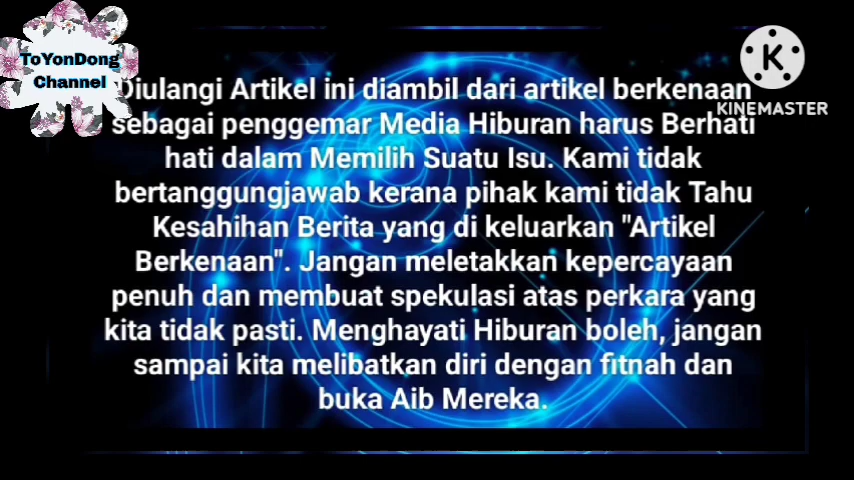 ToYonDong
Channel
KINEMASTER
Diulangi Artikel ini diambil dari artikel berkenaan
sebagai penggemar Media Hiburan harus Berhati
hati dalam Memilih Suatu Isu. Kami tidak
bertanggungjawab kerana pihak kami tidak Tahu
Kesahihan Berita yang di keluarkan "Artikel
Berkenaan". Jangan meletakkan kepercayaan
penuh dan membuat spekulasi atas perkara yang
kita tidak pasti. Menghayati Hiburan boleh, jangan
sampai kita melibatkan diri dengan fitnah dan
buka Aib Mereka.